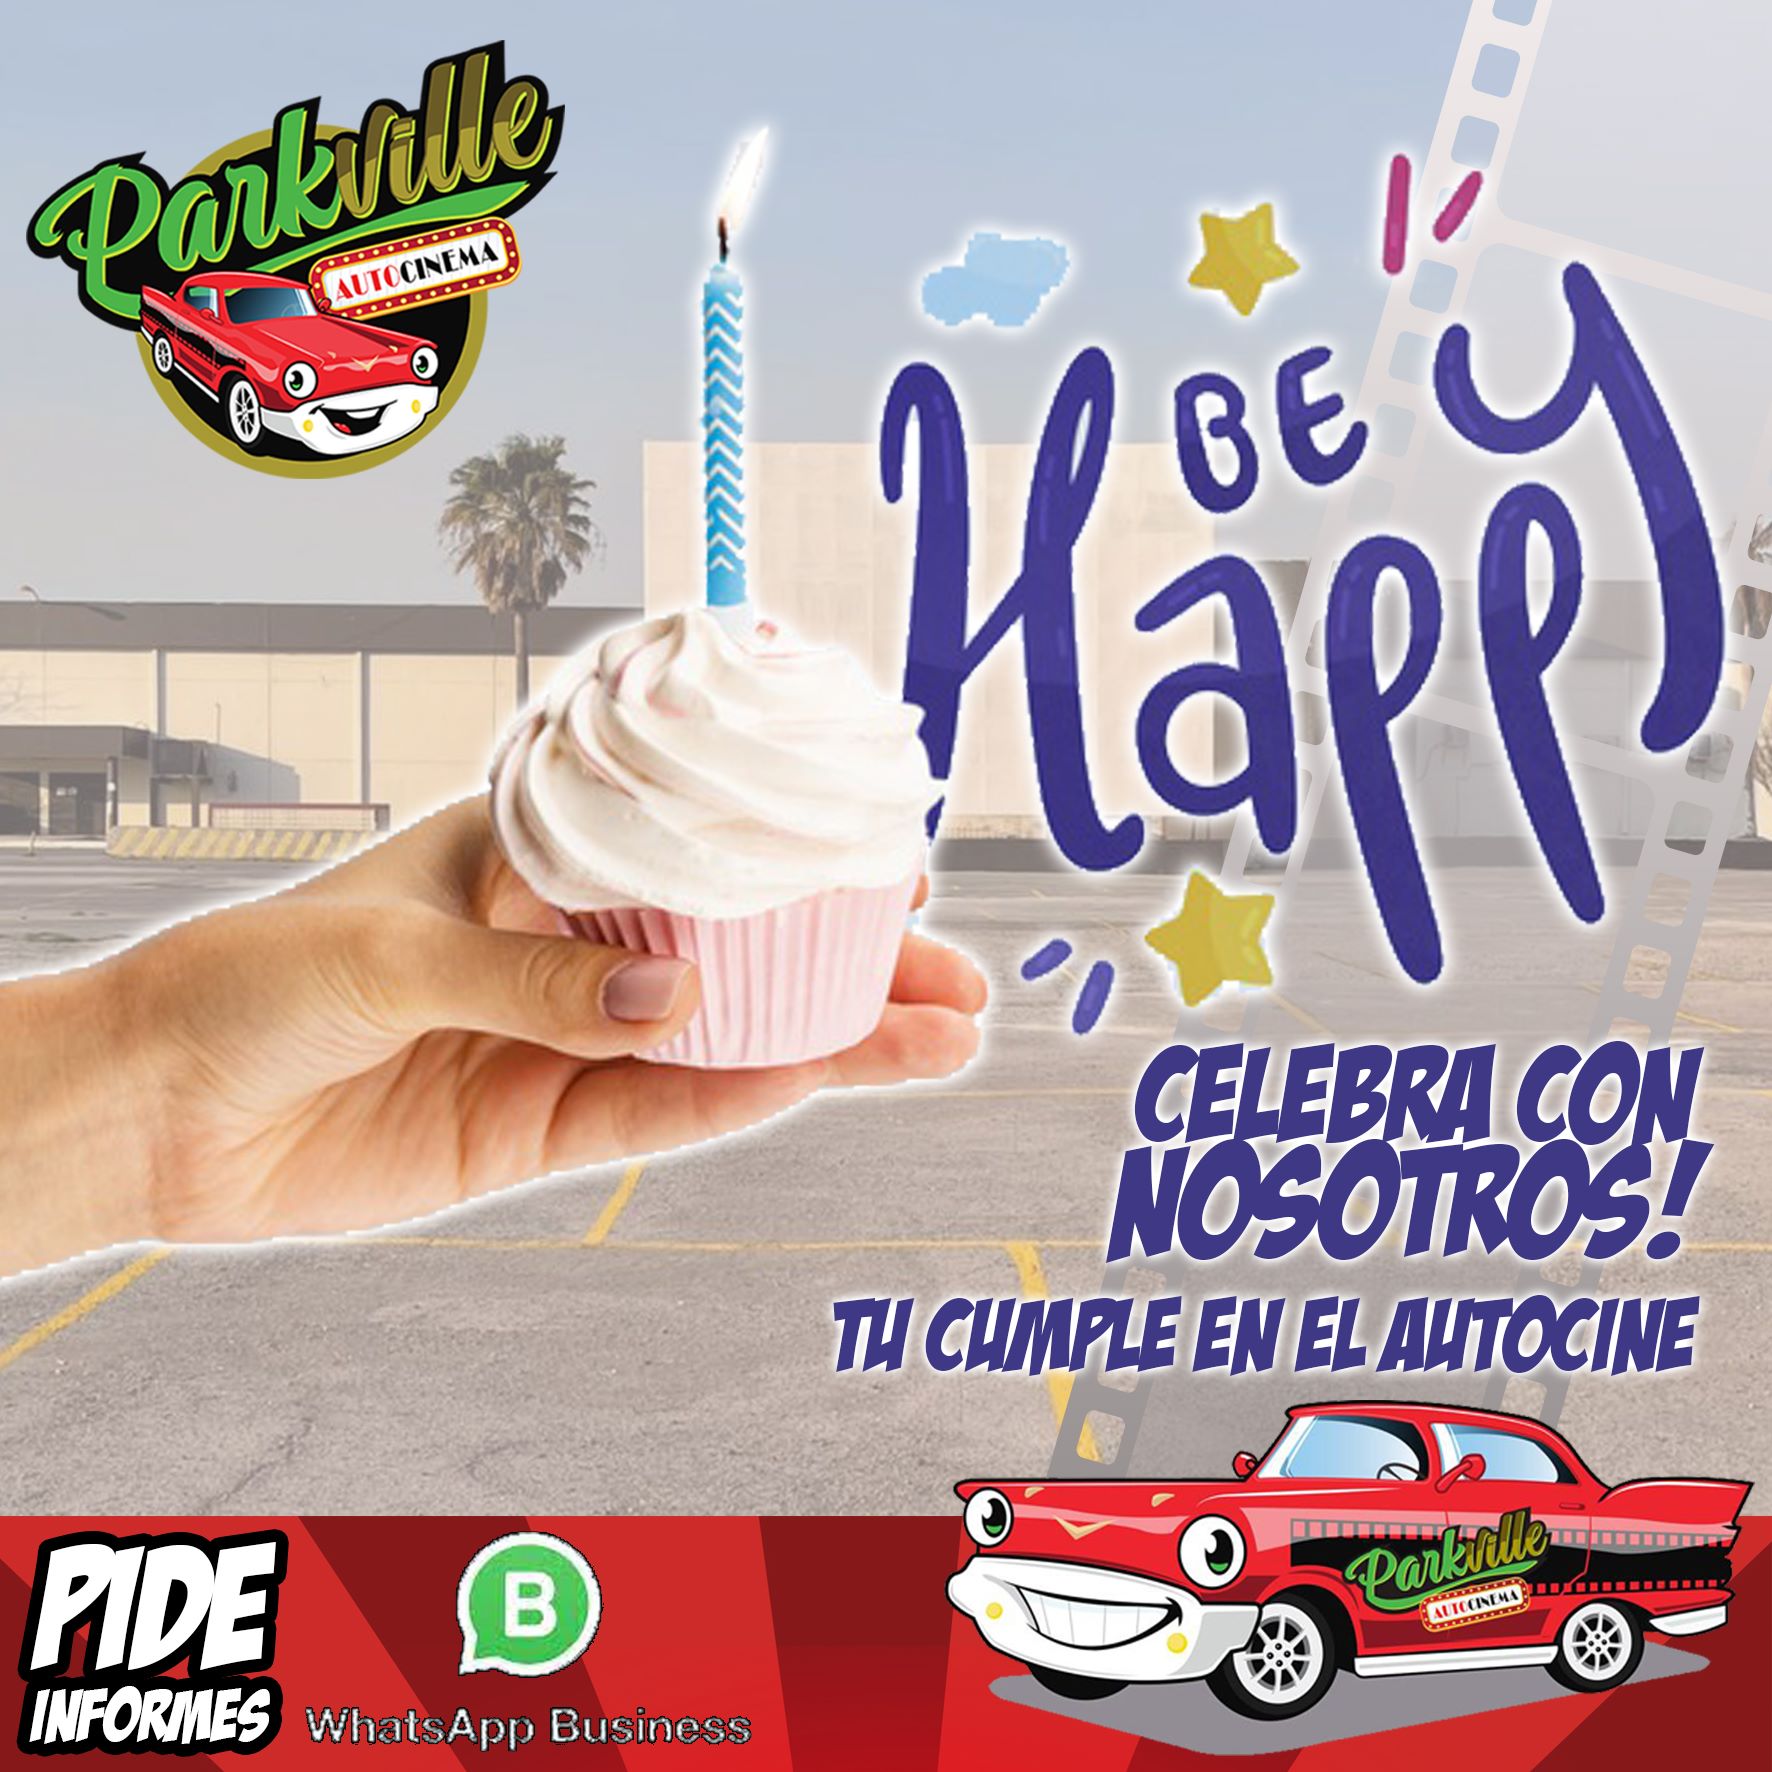 Parkville
AUTOCINEMA
BE
Happy
CELEBRA CON
NOSOTROS!
TU CUMPLE EN EL AUTOCINE
PIDE
INFORMES
B
WhatsApp Business
Parkville
AUTOCINEMA